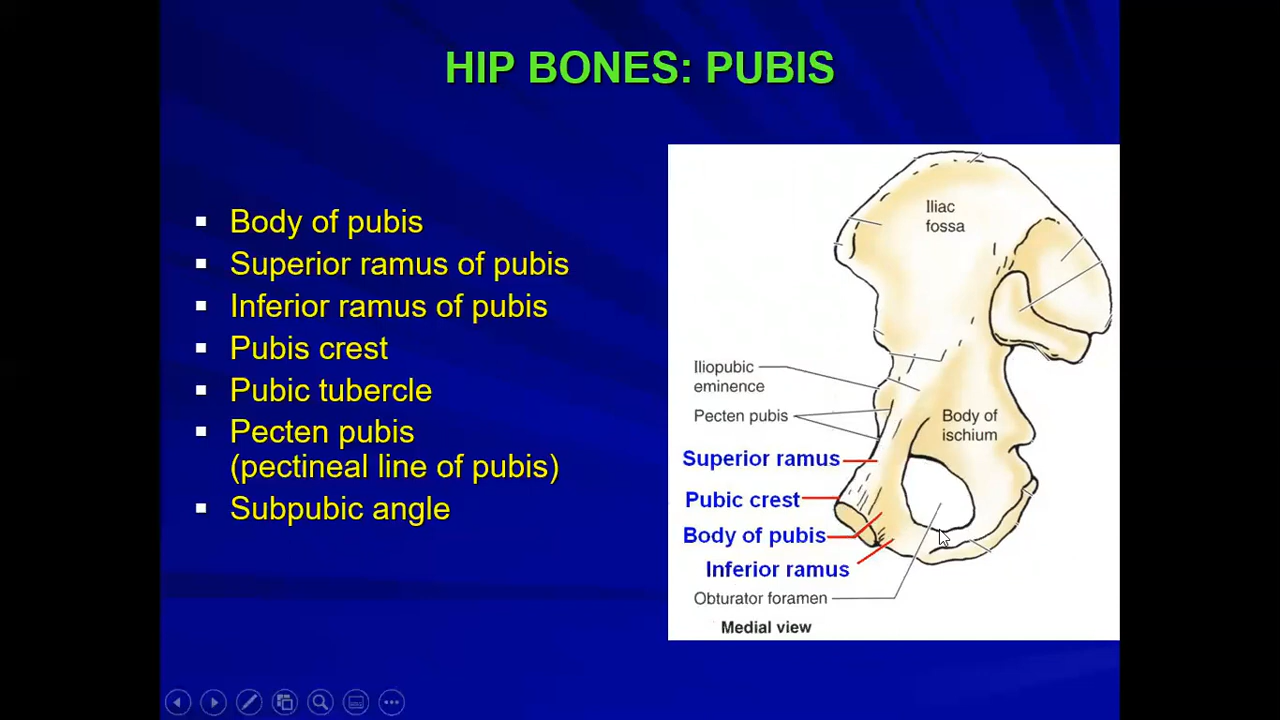 HIP BONES: PUBIS
Body of pubis
Superior ramus of pubis
Inferior ramus of pubis
Pubis crest
Pubic tubercle
Pecten pubis
(pectineal line of pubis)
Subpubic angle
Iliac
fossa
Iliopubic
eminence
Pecten pubis
Body of
ischium
Superior ramus
Pubic crest
Body of pubis
Inferior ramus
Obturator foramen
Medial view